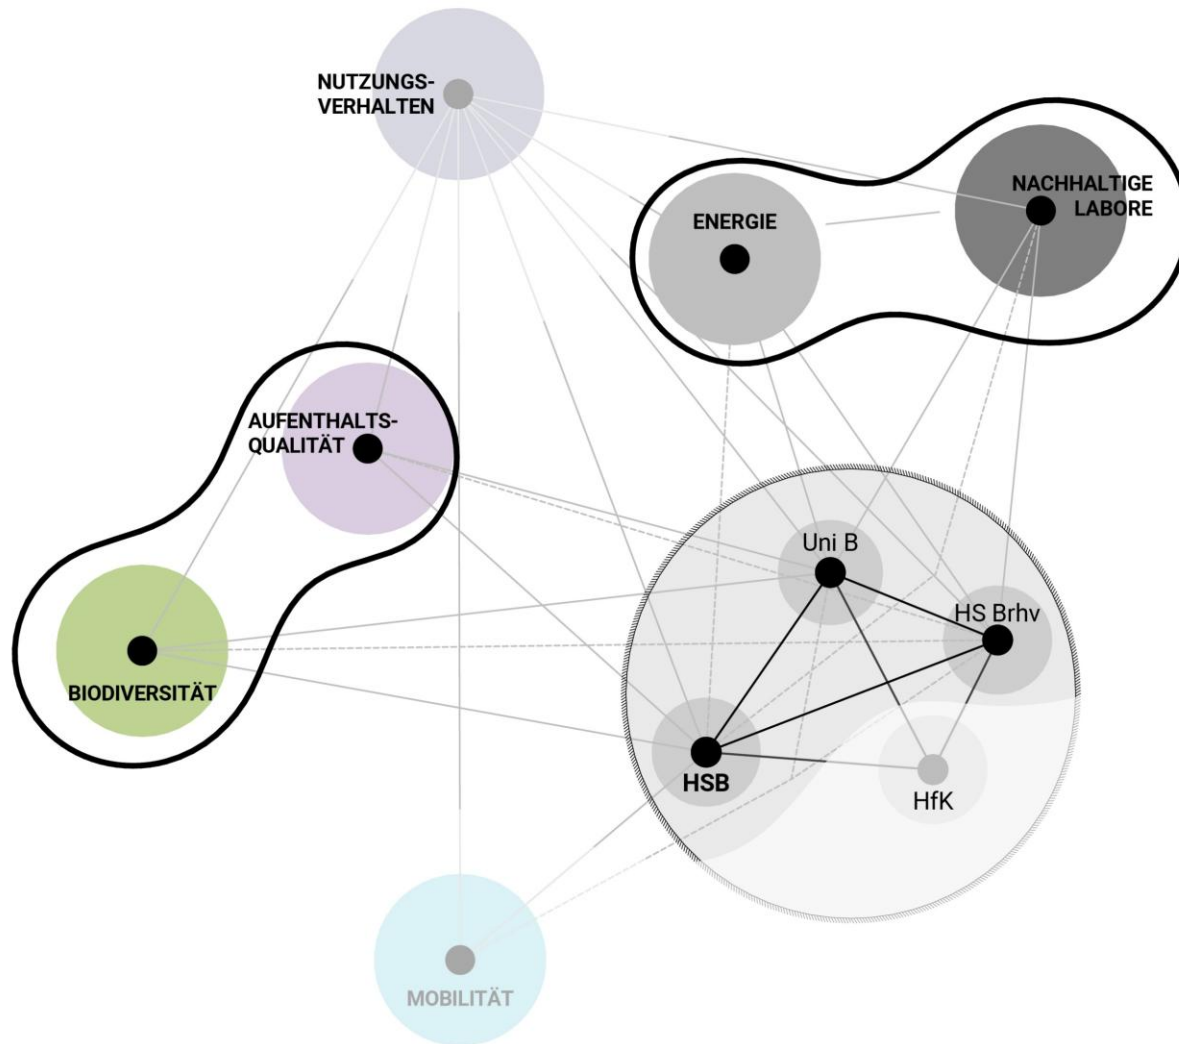 NUTZUNGS-
VERHALTEN
NACHHALTIGE
LABORE
ENERGIE
AUFENTHALTS-
QUALITÄT
Uni B
HS Brhv
BIODIVERSITÄT
HSB
HfK
MOBILITÄT